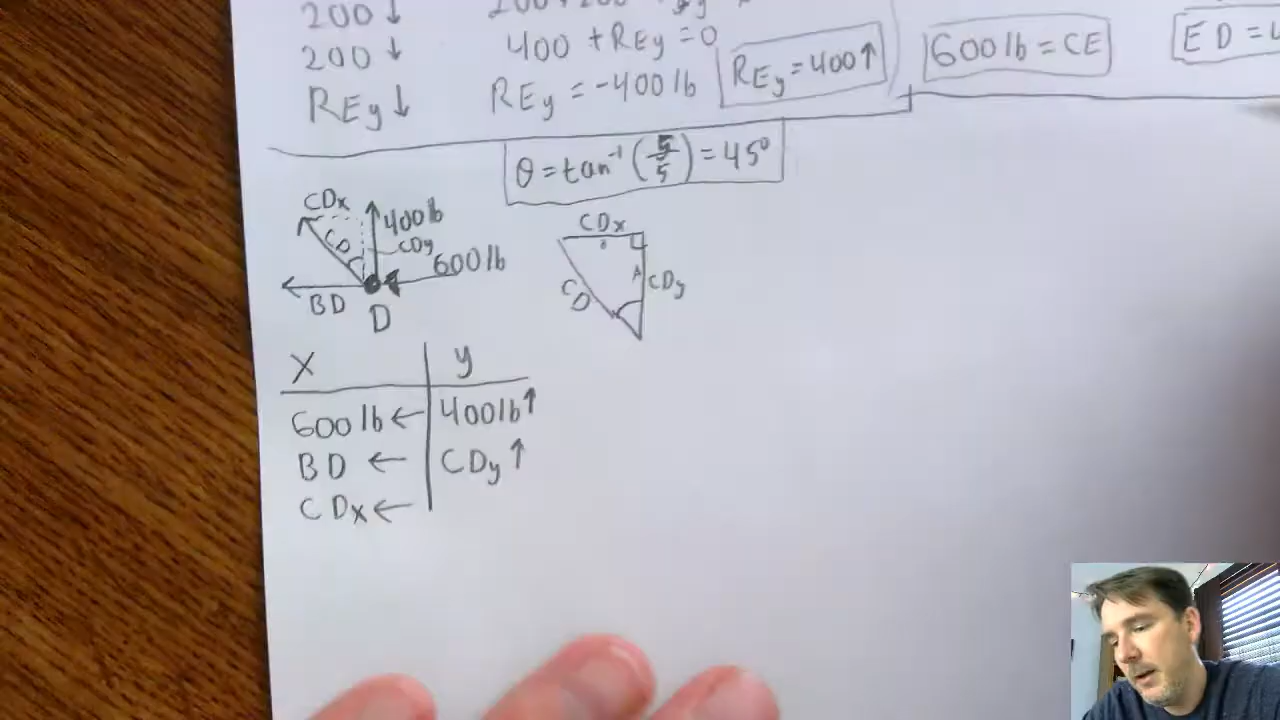 200 ↓
200 ↓
400 + REy = 0
REy ↓
REy = -400 lb
REy = 400 ↑
600 lb = CE
ED =
θ = tan⁻¹ (5/5) = 45°
CDx
400 lb
CD
CDy
600 lb
BD
D
CDx
CD
A
CDy
x y
600 lb ← 400 lb ↑
BD ← CDy ↑
CDx ←